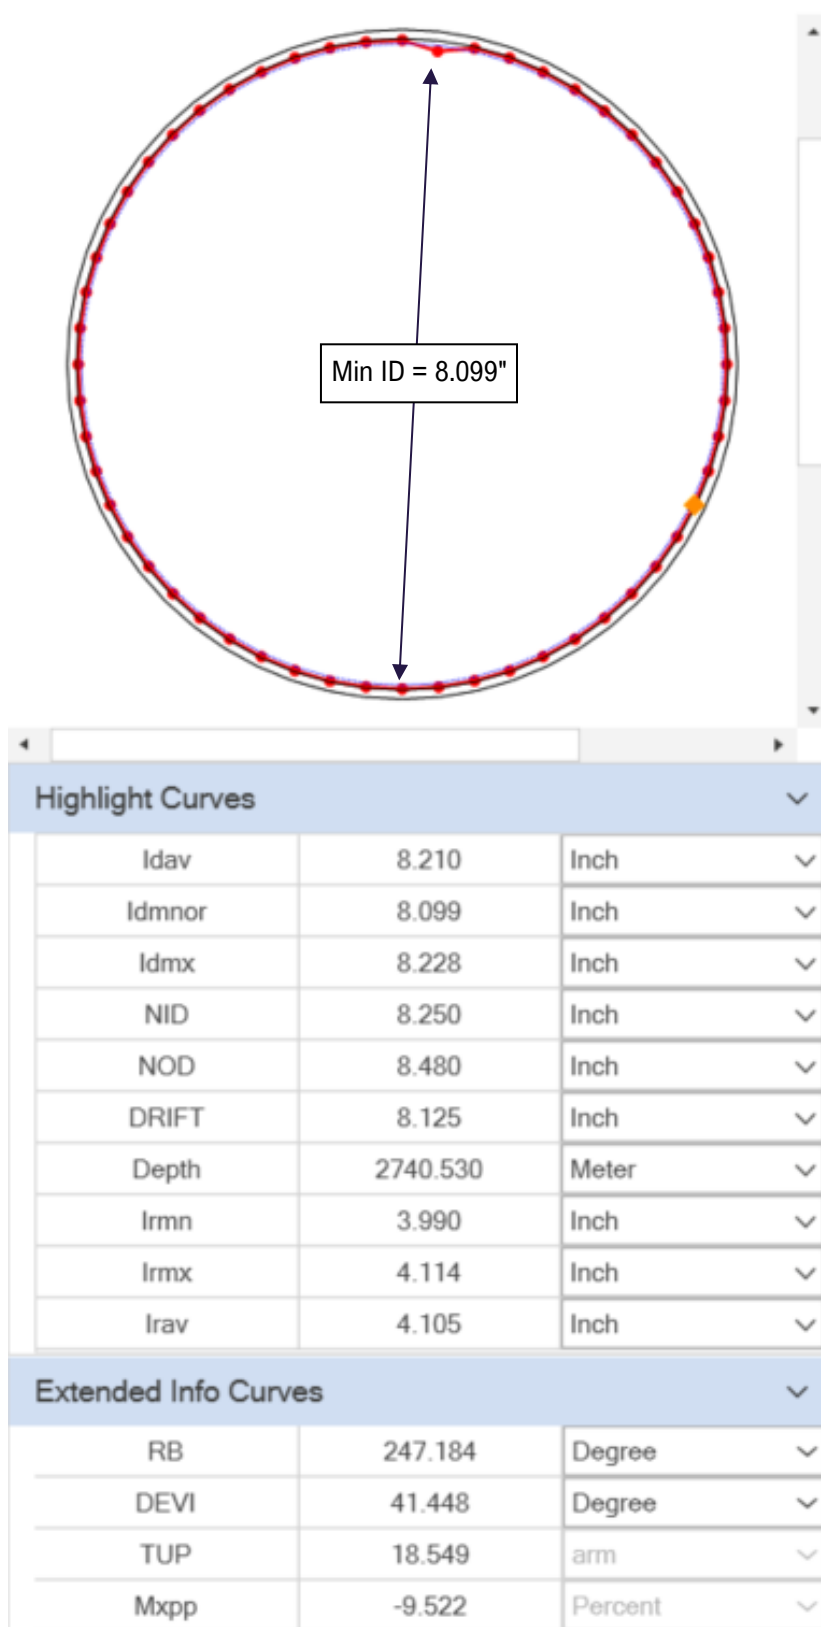 Min ID = 8.099"
Highlight Curves
Idav 8.210 Inch
Idmnor 8.099 Inch
Idmx 8.228 Inch
NID 8.250 Inch
NOD 8.480 Inch
DRIFT 8.125 Inch
Depth 2740.530 Meter
Irmn 3.990 Inch
Irmx 4.114 Inch
Irav 4.105 Inch
Extended Info Curves
RB 247.184 Degree
DEVI 41.448 Degree
TUP 18.549 arm
Mxpp -9.522 Percent